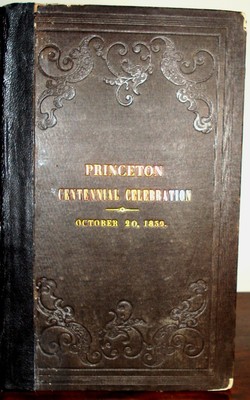 PRINCETON
CENTENNIAL CELEBRATION
OCTOBER 20, 1859.